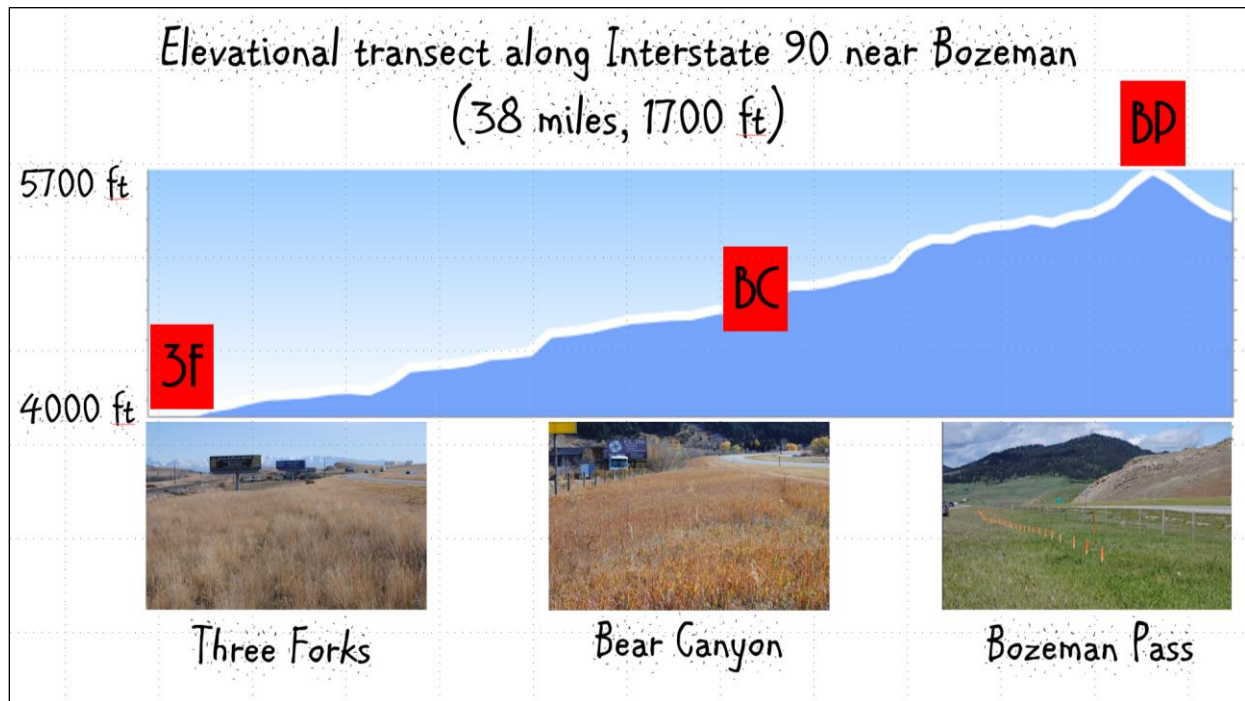 Elevational transect along Interstate 90 near Bozeman
(38 miles, 1700 ft)
BP
5700 ft
BC
3F
4000 ft
Three Forks
Bear Canyon
Bozeman Pass